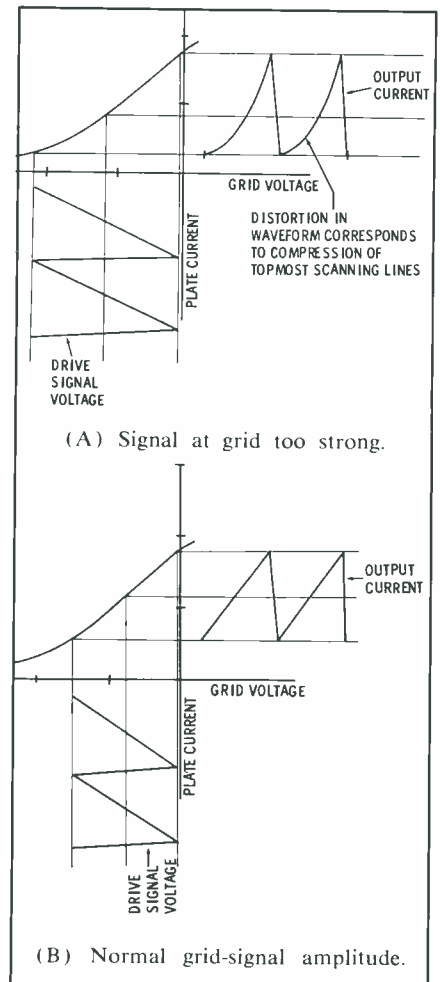 OUTPUT
CURRENT
GRID VOLTAGE
DISTORTION IN
WAVEFORM CORRESPONDS
TO COMPRESSION OF
TOPMOST SCANNING LINES
PLATE CURRENT
DRIVE
SIGNAL
VOLTAGE
(A) Signal at grid too strong.
OUTPUT
CURRENT
GRID VOLTAGE
PLATE CURRENT
DRIVE
SIGNAL
VOLTAGE
(B) Normal grid-signal amplitude.